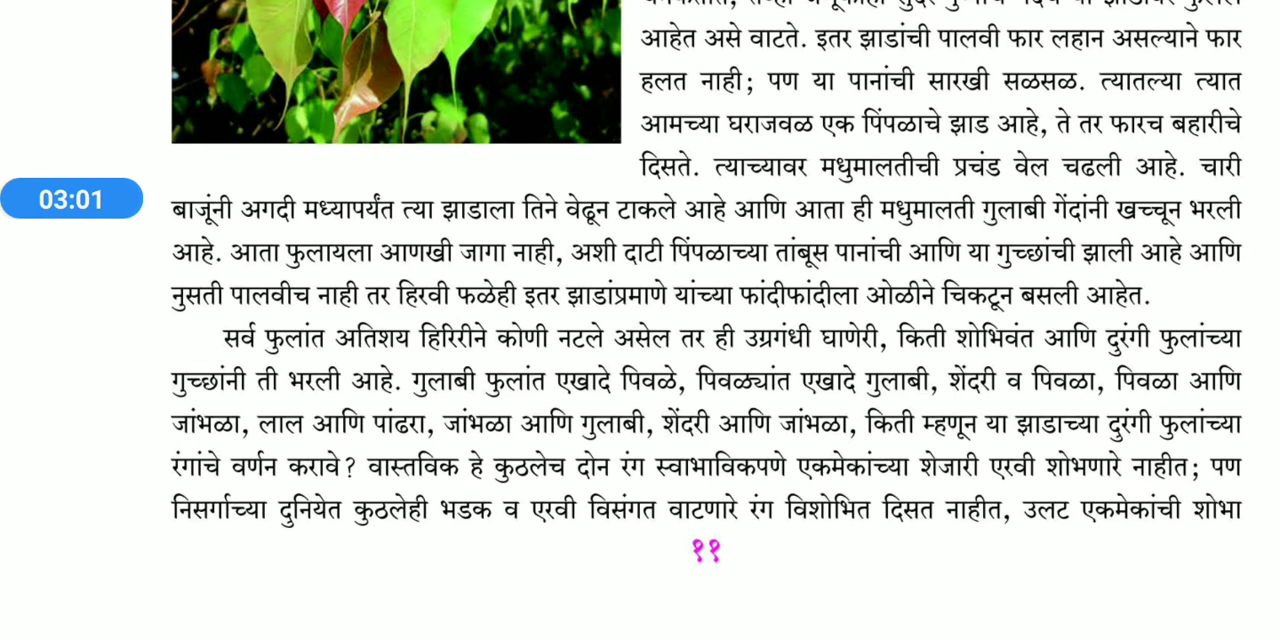 आहेत असे वाटते. इतर झाडांची पालवी फार लहान असल्याने फार
हलत नाही; पण या पानांची सारखी सळसळ. त्यातल्या त्यात
आमच्या घराजवळ एक पिंपळाचे झाड आहे, ते तर फारच बहारीचे
दिसते. त्याच्यावर मधुमालतीची प्रचंड वेल चढली आहे. चारी
03:01
बाजूंनी अगदी मध्यापर्यंत त्या झाडाला तिने वेढून टाकले आहे आणि आता ही मधुमालती गुलाबी गेंदांनी खच्चून भरली
आहे. आता फुलायला आणखी जागा नाही, अशी दाटी पिंपळाच्या तांबूस पानांची आणि या गुच्छांची झाली आहे आणि
नुसती पालवीच नाही तर हिरवी फळेही इतर झाडांप्रमाणे यांच्या फांदीफांदीला ओळीने चिकटून बसली आहेत.
सर्व फुलांत अतिशय हिरिरीने कोणी नटले असेल तर ही उग्रगंधी घाणेरी, किती शोभिवंत आणि दुरंगी फुलांच्या
गुच्छांनी ती भरली आहे. गुलाबी फुलांत एखादे पिवळे, पिवळ्यांत एखादे गुलाबी, शेंदरी व पिवळा, पिवळा आणि
जांभळा, लाल आणि पांढरा, जांभळा आणि गुलाबी, शेंदरी आणि जांभळा, किती म्हणून या झाडाच्या दुरंगी फुलांच्या
रंगांचे वर्णन करावे? वास्तविक हे कुठलेच दोन रंग स्वाभाविकपणे एकमेकांच्या शेजारी एरवी शोभणारे नाहीत; पण
निसर्गाच्या दुनियेत कुठलेही भडक व एरवी विसंगत वाटणारे रंग विशोभित दिसत नाहीत, उलट एकमेकांची शोभा
११